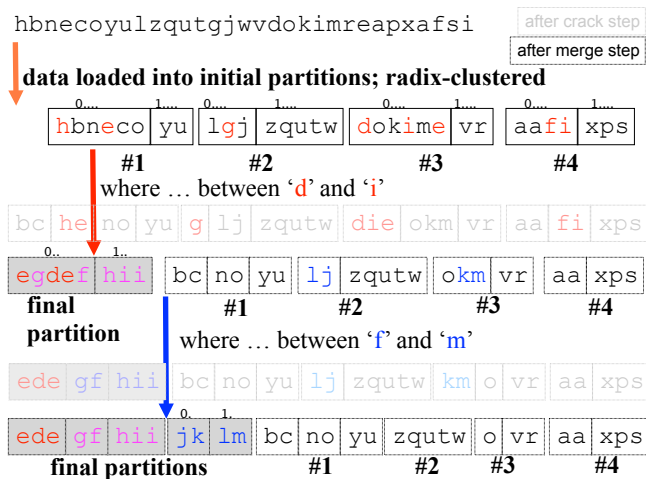 hbnecoyulzqutgjwvdokimreapxafsi
after crack step
after merge step
data loaded into initial partitions; radix-clustered
0.... 1.... 0.... 1.... 0.... 1.... 0.... 1....
hbneco yu lgj zqutw dokime vr aafi xps
#1 #2 #3 #4
where ... between ‘d’ and ‘i’
bc he no yu g lj zqutw die okm vr aa fi xps
0.. 1..
egdef hii bc no yu lj zqutw okm vr aa xps
final partition #1 #2 #3 #4
where ... between ‘f’ and ‘m’
ede gf hii bc no yu lj zqutw km o vr aa xps
0. 1.
ede gf hii jk lm bc no yu zqutw o vr aa xps
final partitions #1 #2 #3 #4